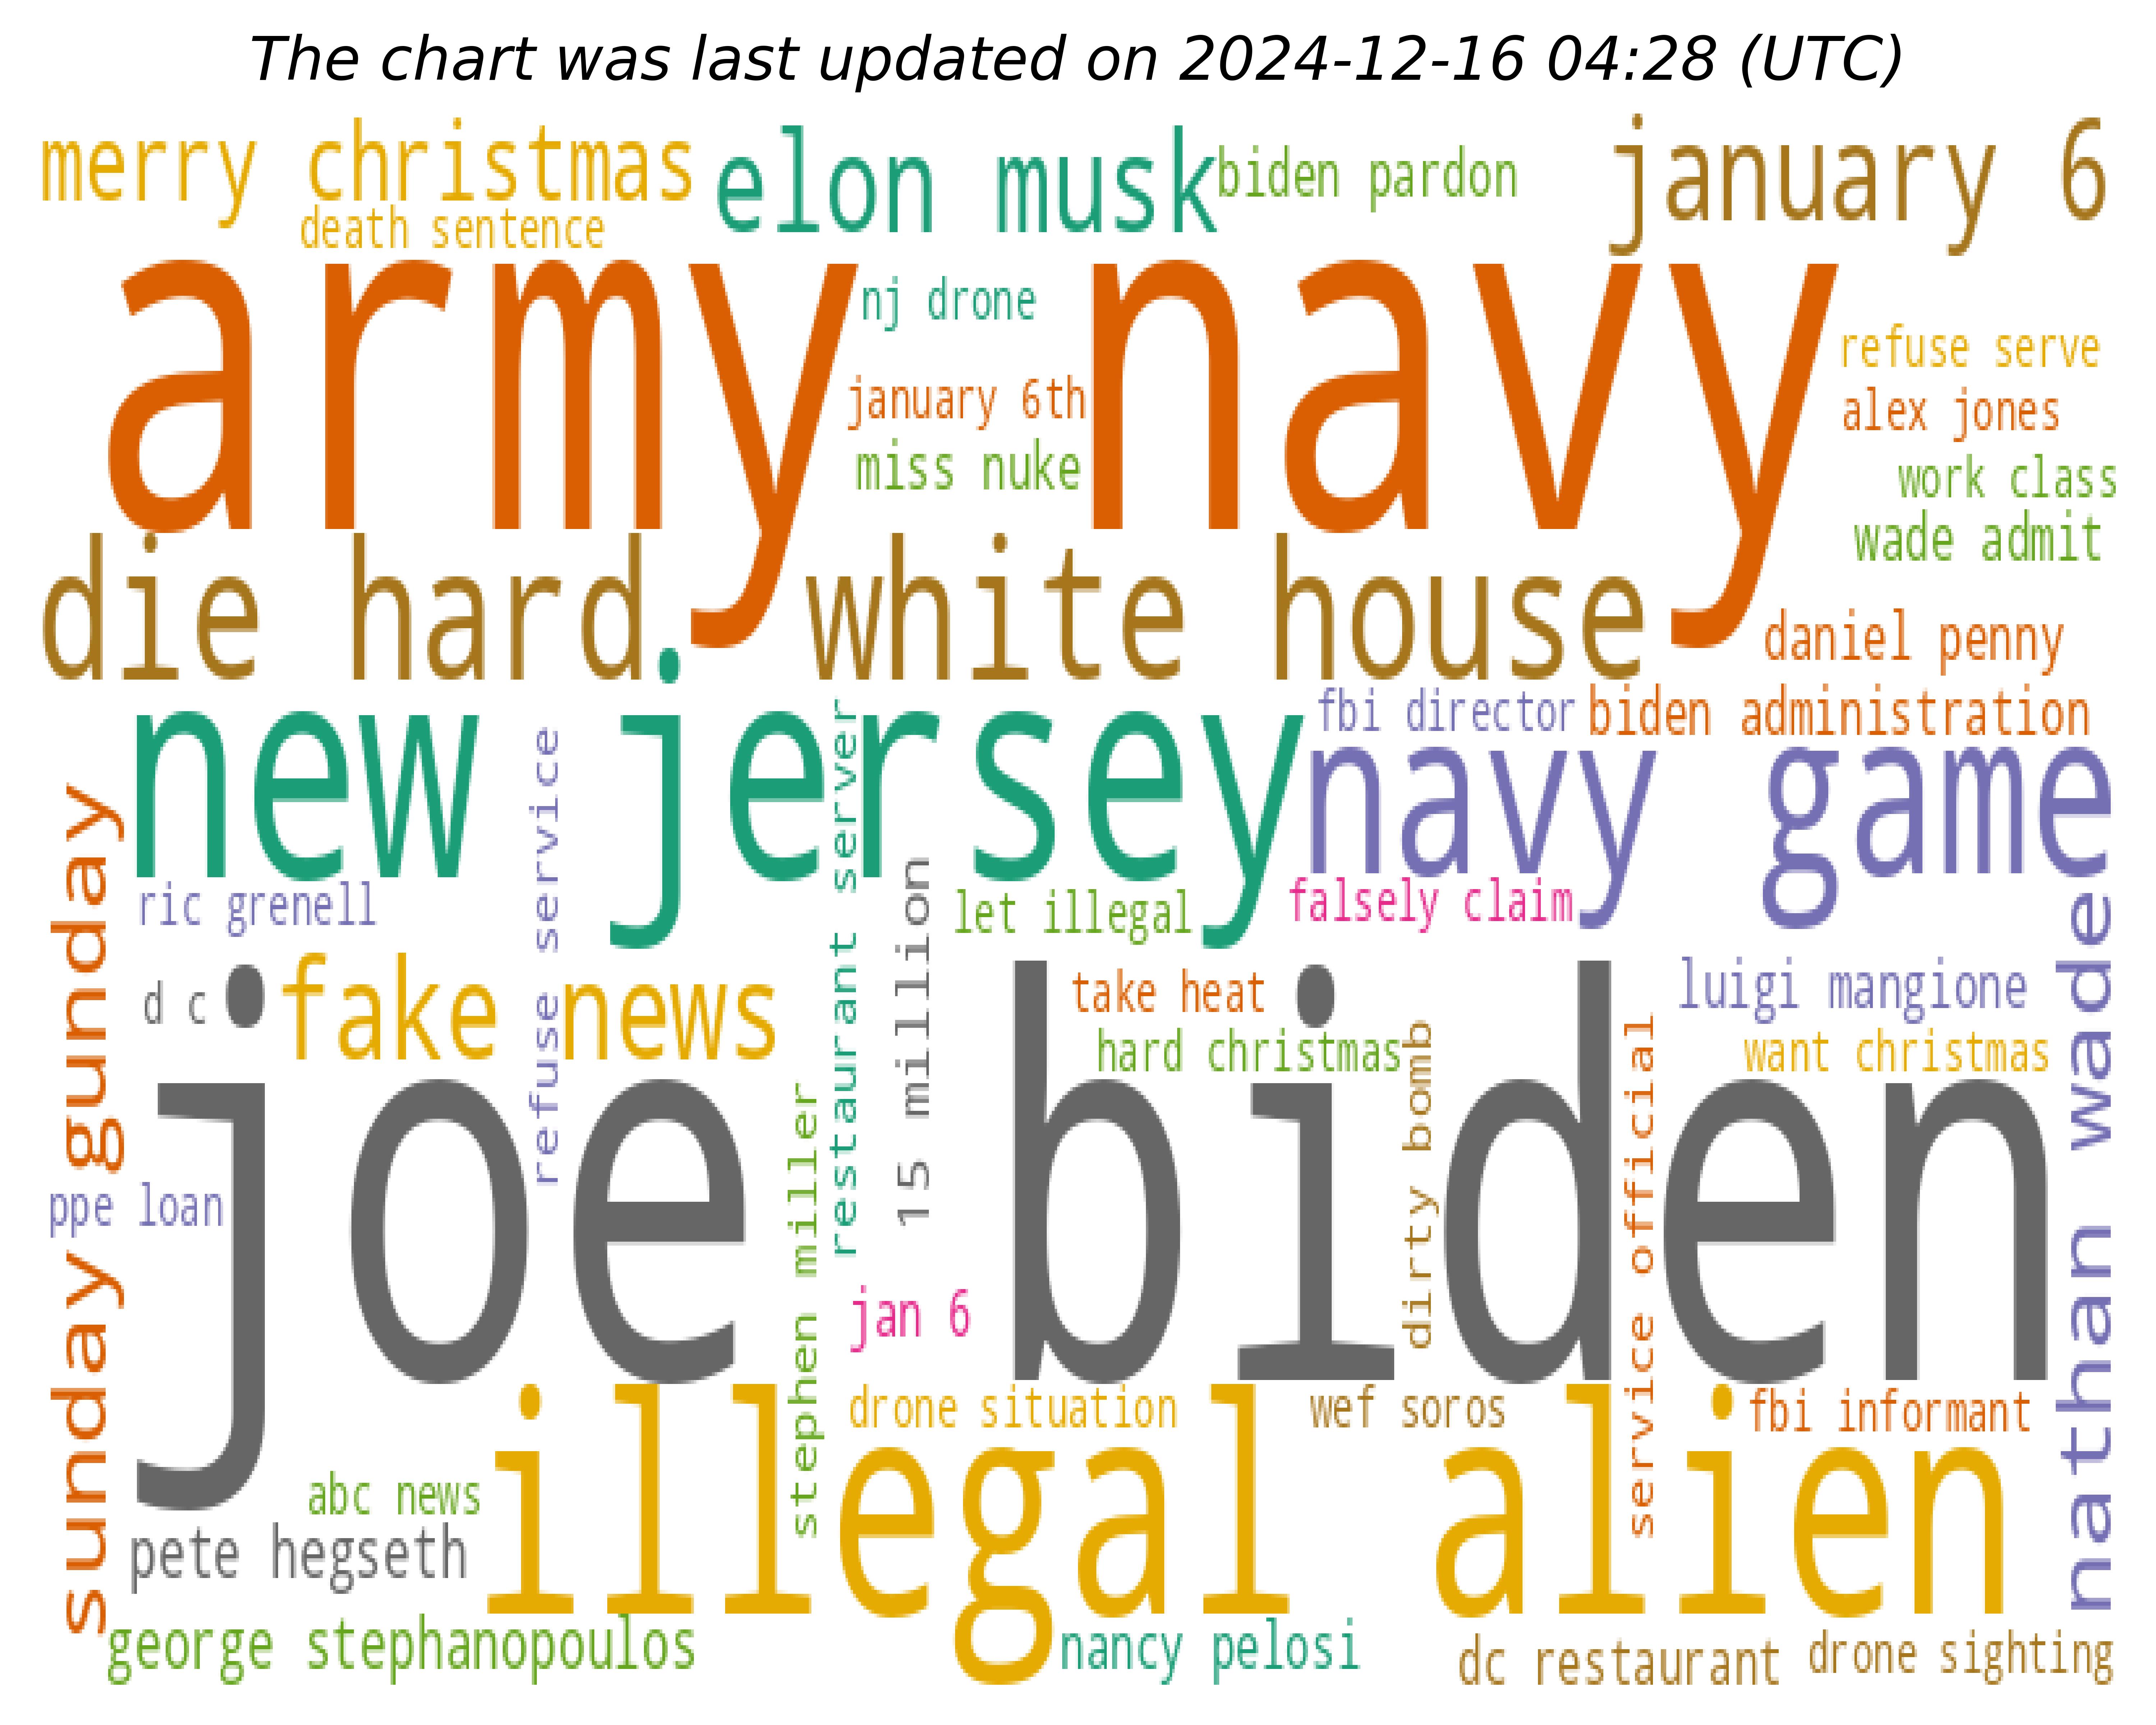 The chart was last updated on 2024-12-16 04:28 (UTC)
merry christmas
elon musk
biden pardon
january 6
death sentence
army navy
nj drone
january 6th
miss nuke
refuse serve
alex jones
work class
wade admit
die hard
white house
daniel penny
new jersey
fbi director
biden administration
navy game
sunday gunday
refuse service
restaurant server
15 million
ric grenell
let illegal
falsely claim
nathan wade
d c
fake news
take heat
hard christmas
luigi mangione
want christmas
joe biden
ppe loan
stephen miller
jan 6
dirty bomb
service official
drone situation
wef soros
fbi informant
illegal alien
abc news
pete hegseth
george stephanopoulos
nancy pelosi
dc restaurant
drone sighting